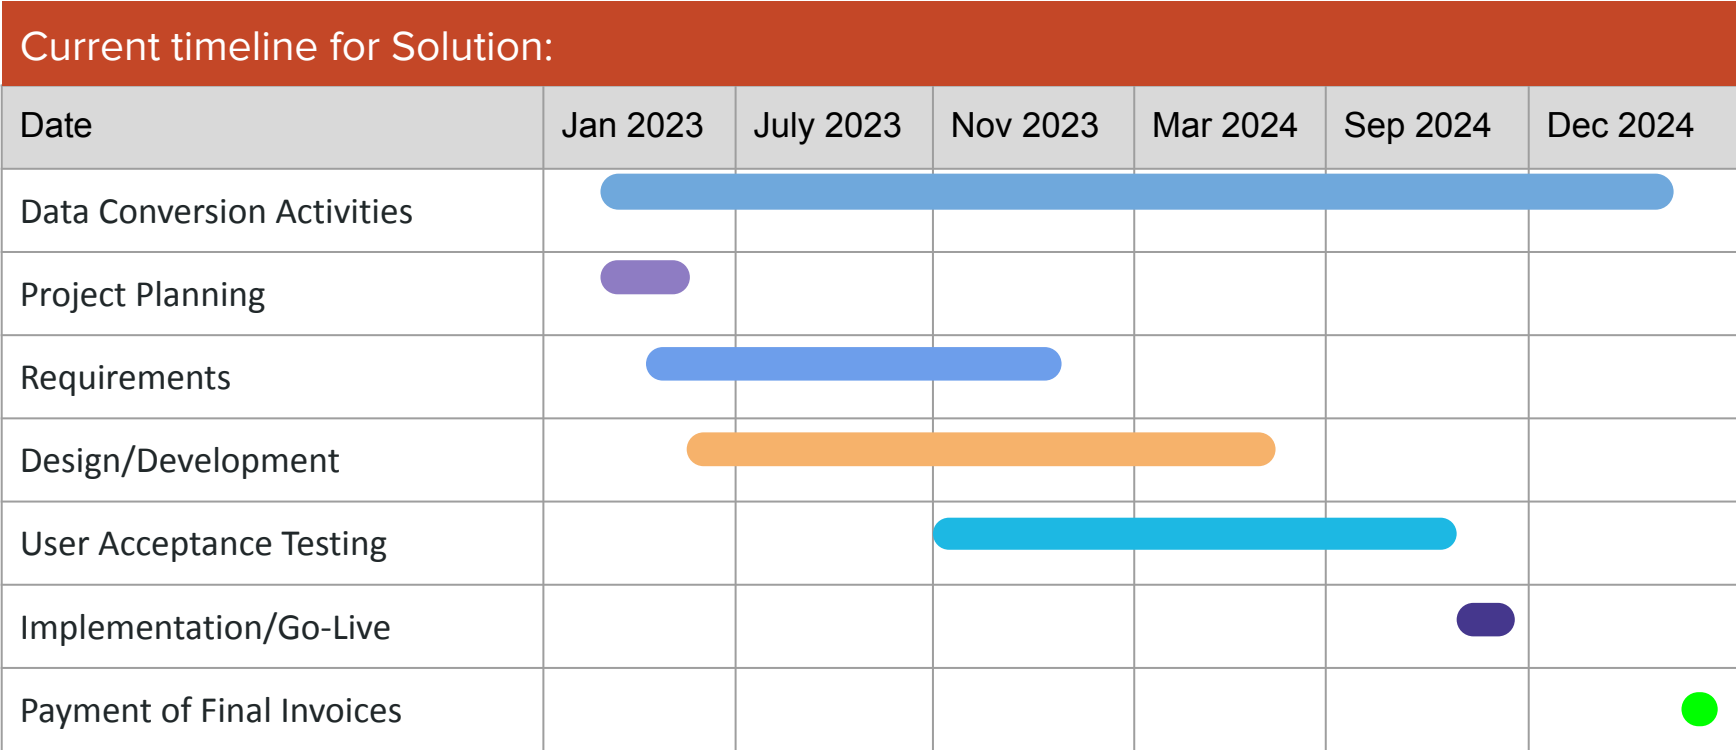 Current timeline for Solution:
Date Jan 2023 July 2023 Nov 2023 Mar 2024 Sep 2024 Dec 2024
Data Conversion Activities
Project Planning
Requirements
Design/Development
User Acceptance Testing
Implementation/Go-Live
Payment of Final Invoices